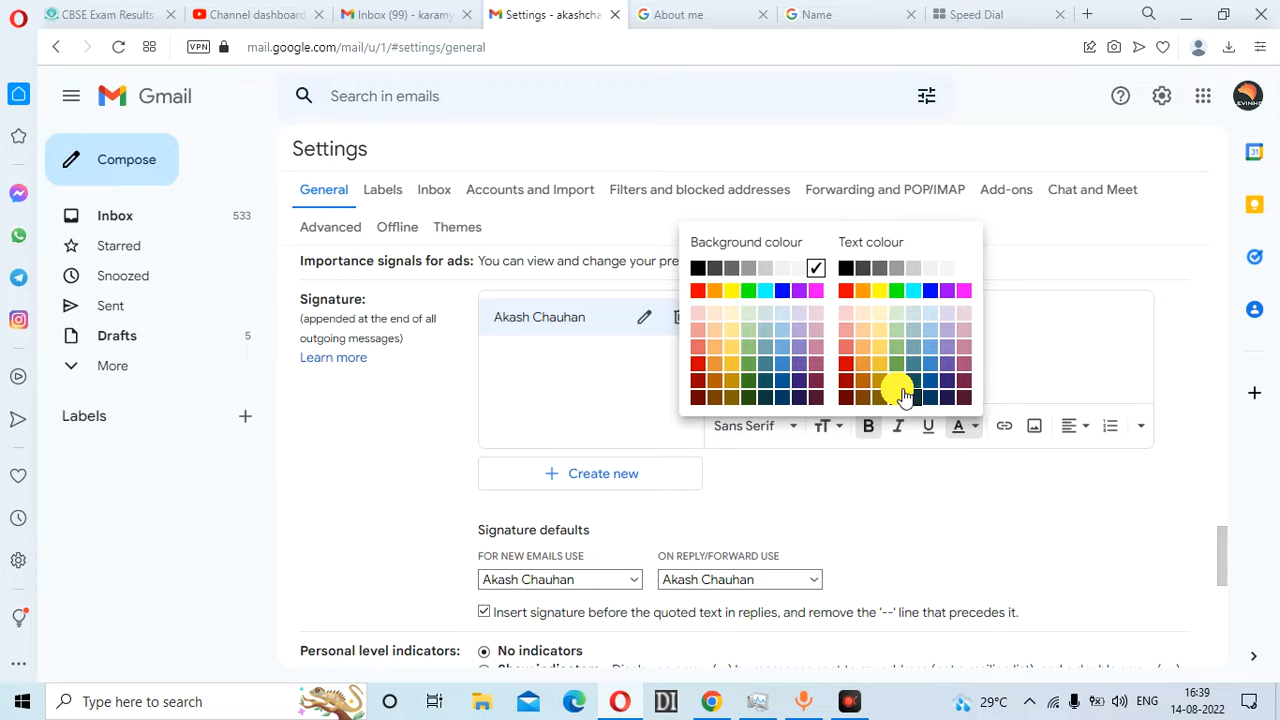 CBSE Exam Results
Channel dashboard
Inbox (99) - karamy
Settings - akashcha
About me
Name
Speed Dial
VPN
mail.google.com/mail/u/1/#settings/general
Gmail
Search in emails
EVINHO
Compose
Inbox 533
Starred
Snoozed
Sent
Drafts 5
More
Labels
Settings
General Labels Inbox Accounts and Import Filters and blocked addresses Forwarding and POP/IMAP Add-ons Chat and Meet
Advanced Offline Themes
Importance signals for ads: You can view and change your pre
Signature:
(appended at the end of all
outgoing messages)
Learn more
Akash Chauhan
Background colour
Text colour
Sans Serif
Create new
Signature defaults
FOR NEW EMAILS USE ON REPLY/FORWARD USE
Akash Chauhan Akash Chauhan
Insert signature before the quoted text in replies, and remove the '--' line that precedes it.
Personal level indicators: No indicators
Type here to search
DI
29°C
ENG
16:39
14-08-2022